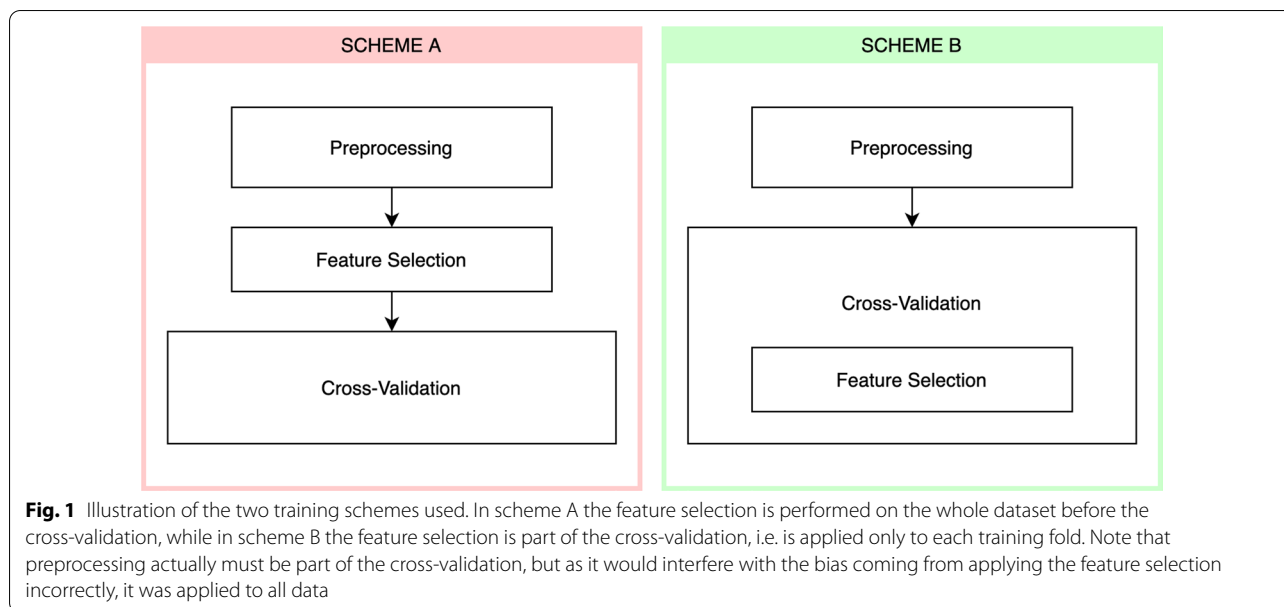 SCHEME A
Preprocessing
Feature Selection
Cross-Validation
SCHEME B
Preprocessing
Cross-Validation
Feature Selection
Fig. 1 Illustration of the two training schemes used. In scheme A the feature selection is performed on the whole dataset before the
cross-validation, while in scheme B the feature selection is part of the cross-validation, i.e. is applied only to each training fold. Note that
preprocessing actually must be part of the cross-validation, but as it would interfere with the bias coming from applying the feature selection
incorrectly, it was applied to all data